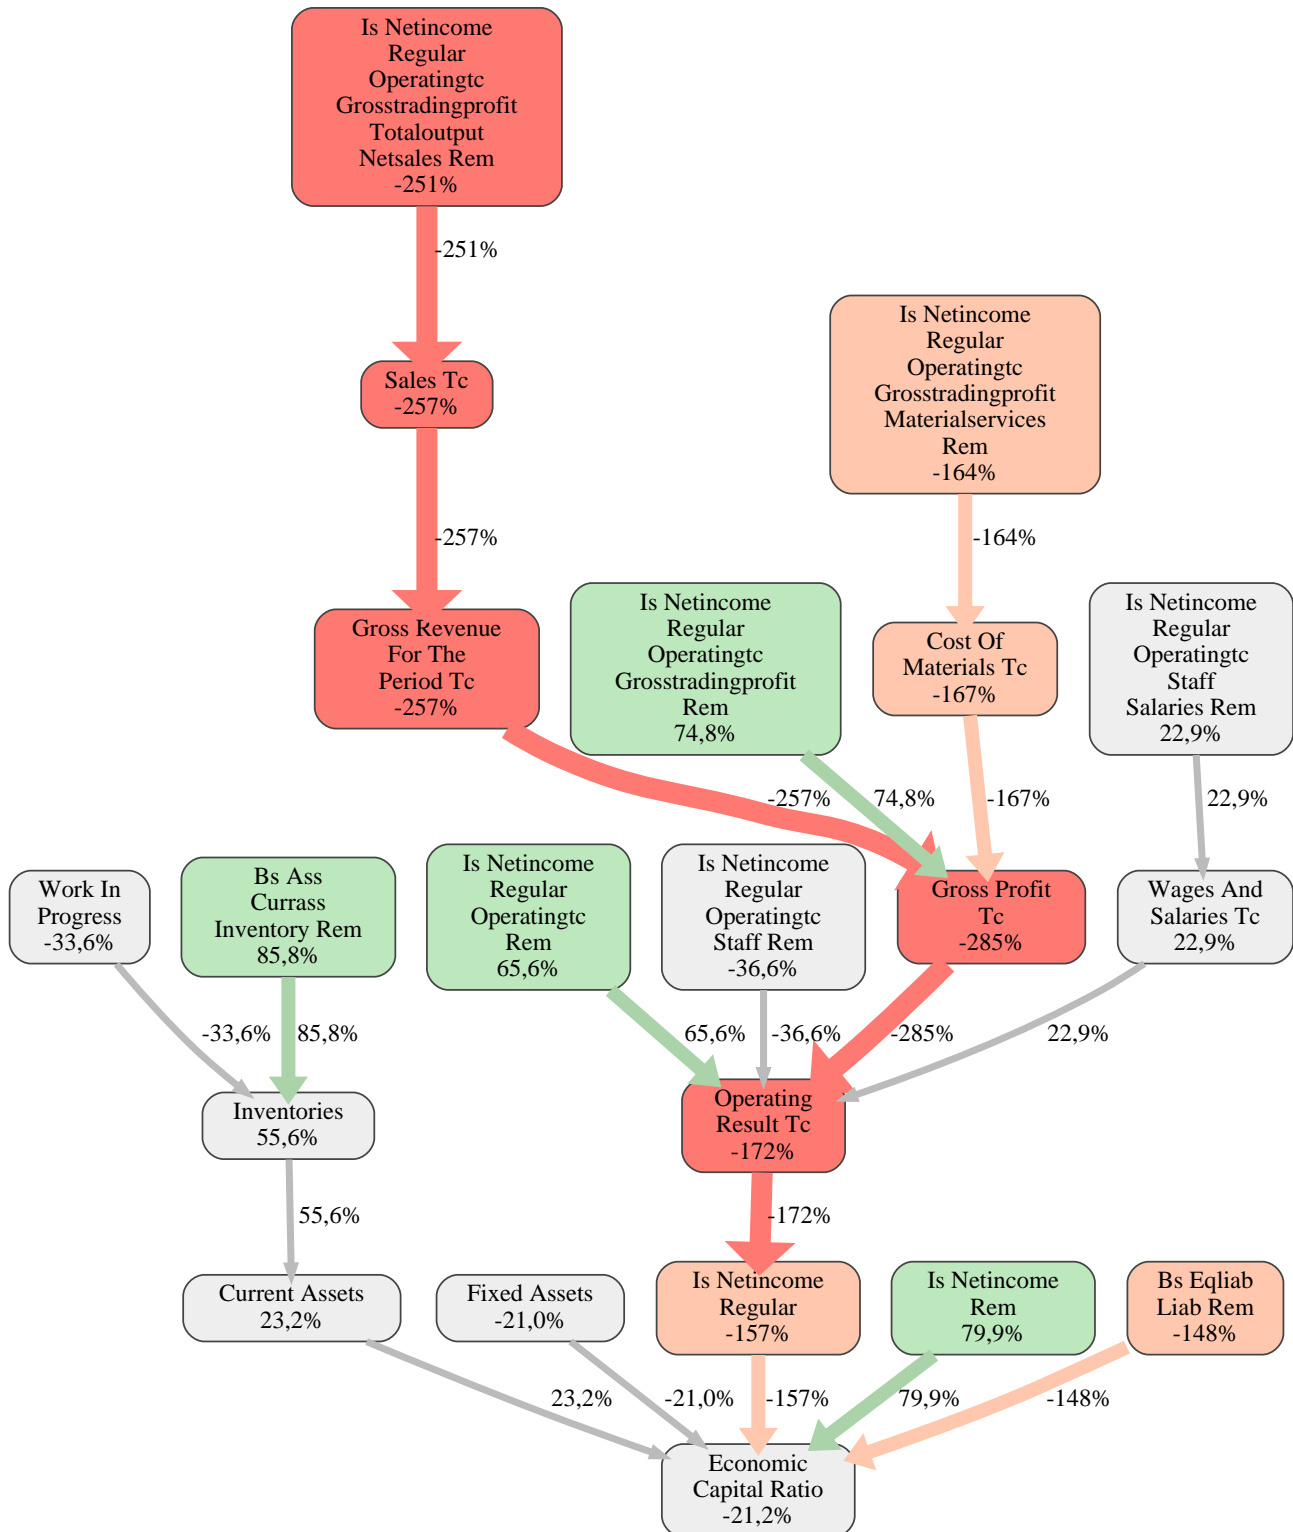 Is Netincome
Regular
Operatingtc
Grosstradingprofit
Totaloutput
Netsales Rem
-251%
-251%
Is Netincome
Regular
Operatingtc
Grosstradingprofit
Materialservices
Rem
-164%
Sales Tc
-257%
-257%
-164%
Is Netincome
Regular
Operatingtc
Grosstradingprofit
Rem
74,8%
Is Netincome
Regular
Operatingtc
Staff
Salaries Rem
22,9%
Gross Revenue
For The
Period Tc
-257%
Cost Of
Materials Tc
-167%
-257%
74,8%
-167%
22,9%
Work In
Progress
-33,6%
Bs Ass
Currass
Inventory Rem
85,8%
Is Netincome
Regular
Operatingtc
Rem
65,6%
Is Netincome
Regular
Operatingtc
Staff Rem
-36,6%
Gross Profit
Tc
-285%
Wages And
Salaries Tc
22,9%
-33,6%
85,8%
65,6%
-36,6%
-285%
22,9%
Inventories
55,6%
Operating
Result Tc
-172%
55,6%
-172%
Current Assets
23,2%
Fixed Assets
-21,0%
Is Netincome
Regular
-157%
Is Netincome
Rem
79,9%
Bs Eqliab
Liab Rem
-148%
23,2%
-21,0%
-157%
79,9%
-148%
Economic
Capital Ratio
-21,2%